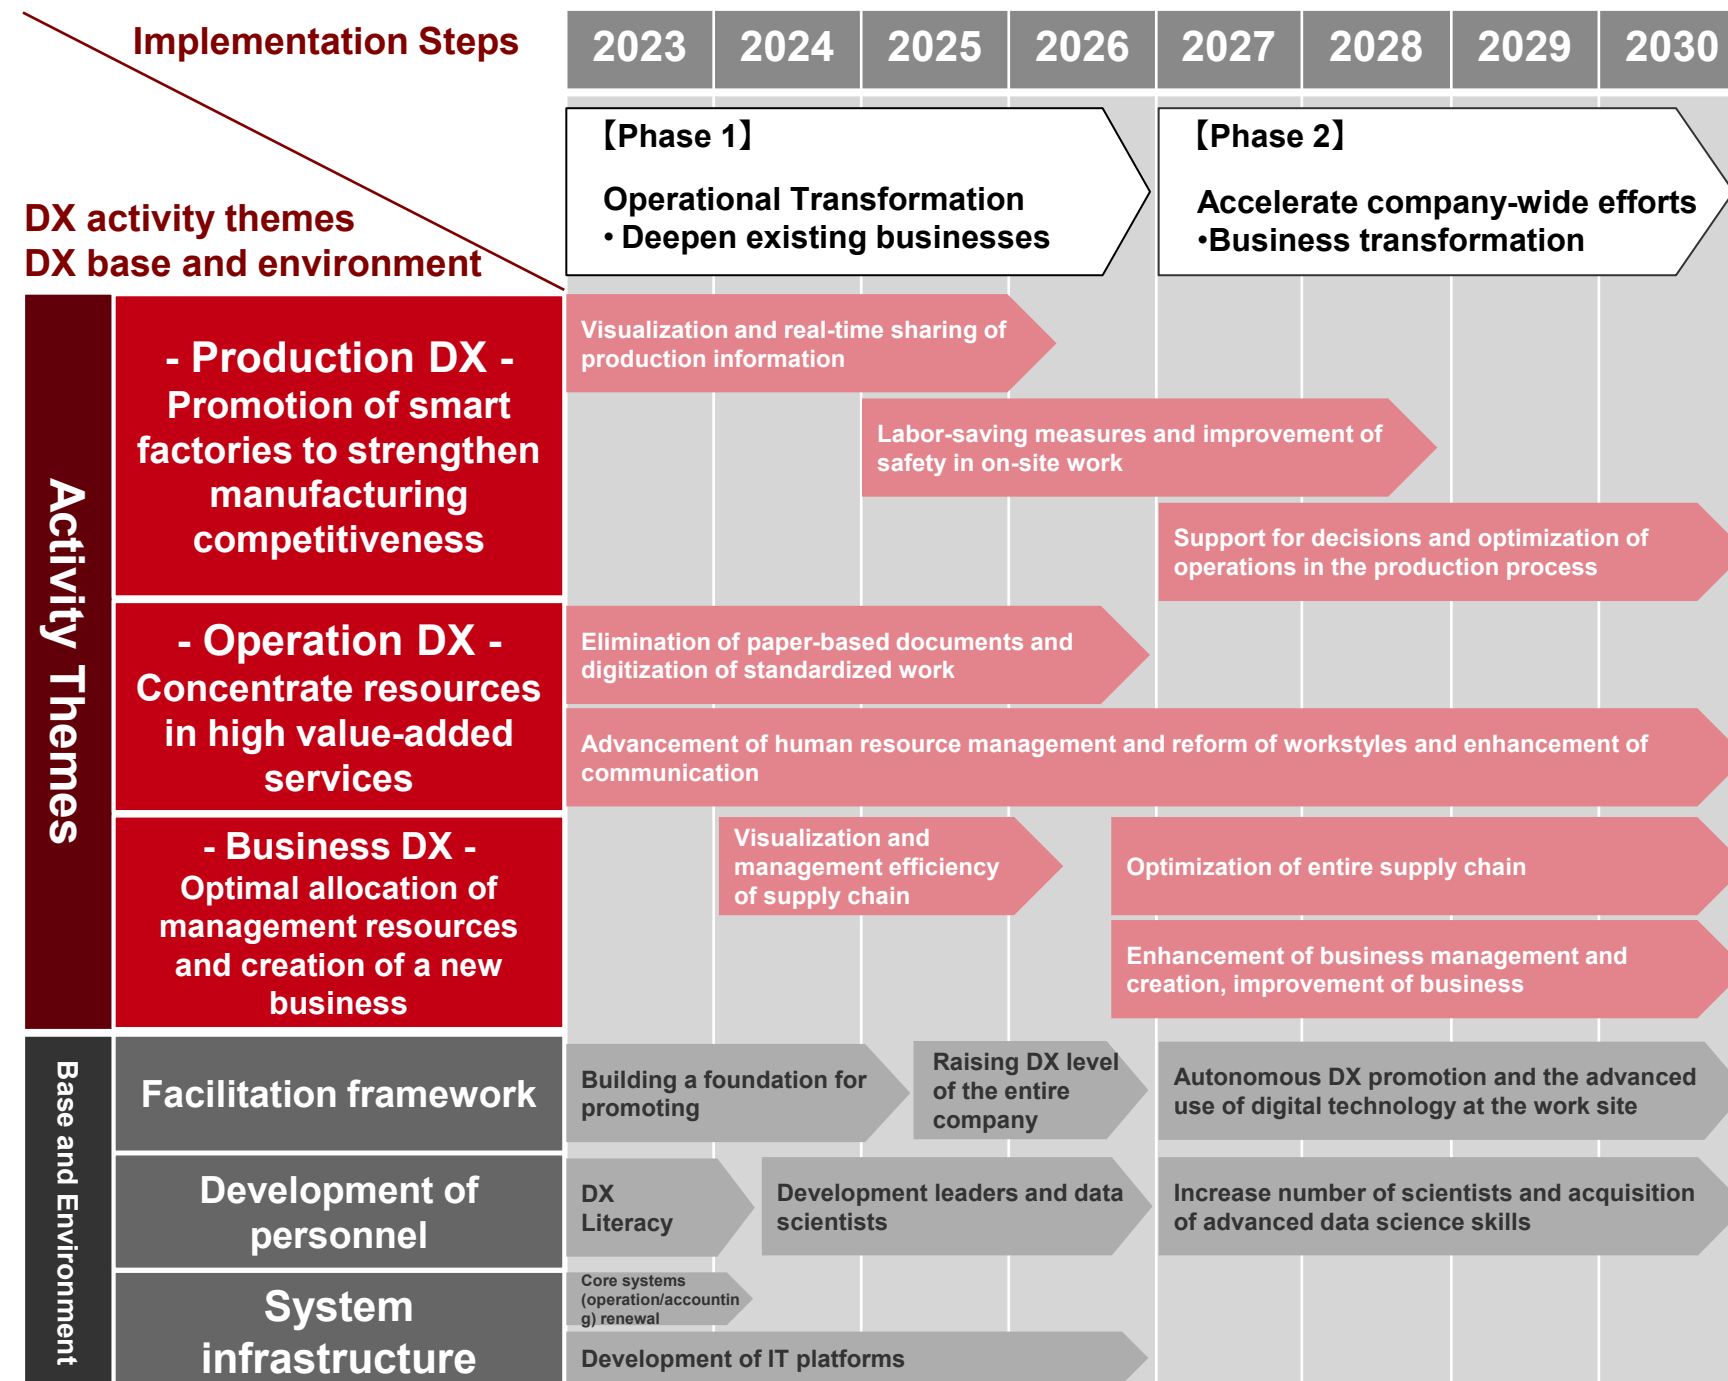 Implementation Steps
2023 2024 2025 2026 2027 2028 2029 2030
DX activity themes
DX base and environment
【Phase 1】
Operational Transformation
• Deepen existing businesses
【Phase 2】
Accelerate company-wide efforts
•Business transformation
Activity Themes
- Production DX -
Promotion of smart
factories to strengthen
manufacturing
competitiveness
Visualization and real-time sharing of
production information
Labor-saving measures and improvement of
safety in on-site work
Support for decisions and optimization of
operations in the production process
- Operation DX -
Concentrate resources
in high value-added
services
Elimination of paper-based documents and
digitization of standardized work
Advancement of human resource management and reform of workstyles and enhancement of
communication
- Business DX -
Optimal allocation of
management resources
and creation of a new
business
Visualization and
management efficiency
of supply chain
Optimization of entire supply chain
Enhancement of business management and
creation, improvement of business
Base and Environment
Facilitation framework
Building a foundation for
promoting
Raising DX level
of the entire
company
Autonomous DX promotion and the advanced
use of digital technology at the work site
Development of
personnel
DX
Literacy
Development leaders and data
scientists
Increase number of scientists and acquisition
of advanced data science skills
System
infrastructure
Core systems
(operation/accountin
g) renewal
Development of IT platforms